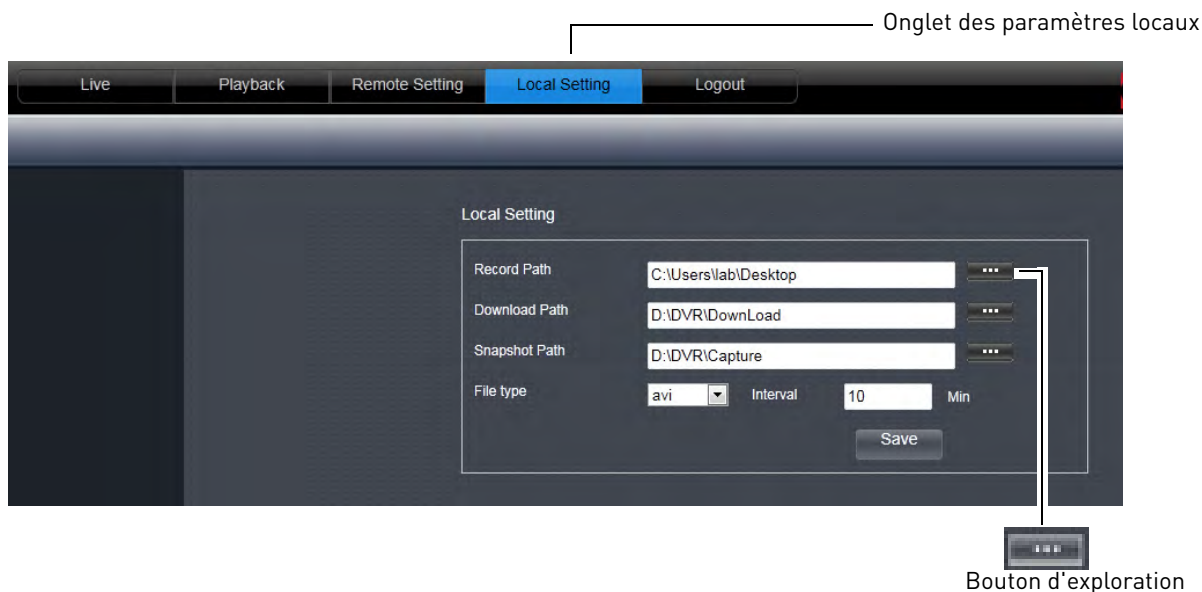 Onglet des paramètres locaux
Live Playback Remote Setting Local Setting Logout
Local Setting
Record Path C:\Users\lab\Desktop ...
Download Path D:\DVR\DownLoad ...
Snapshot Path D:\DVR\Capture ...
File type avi Interval 10 Min
Save
...
Bouton d'exploration